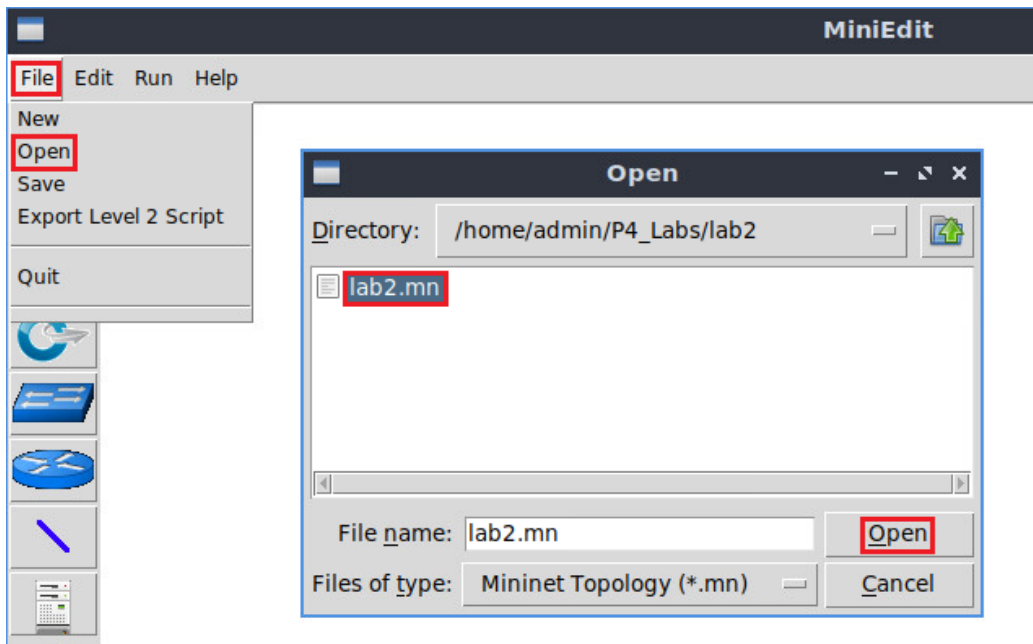 MiniEdit
File Edit Run Help
New
Open
Save
Export Level 2 Script
Quit
Open
Directory: /home/admin/P4_Labs/lab2
lab2.mn
File name: lab2.mn Open
Files of type: Mininet Topology (*.mn) Cancel